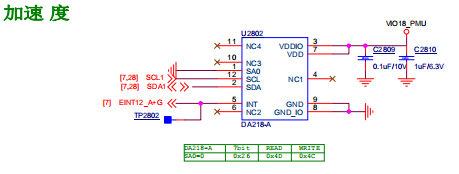 加速 度
VIO18_PMU
U2802
11 NC4 VDDIO 3
VDD 7
10 NC3
1 SA0
[7,28] SCL1 12 SCL NC1 4
[7,28] SDA1 2 SDA
[7] EINT12_A+G 5 INT GND 9
6 NC2 GND_IO 8
TP2802
DA218-A
C2809
0.1uF/10V
C2810
1uF/6.3V
DA218-A 7bit READ WRITE
SA0=0 0x26 0x4D 0x4C